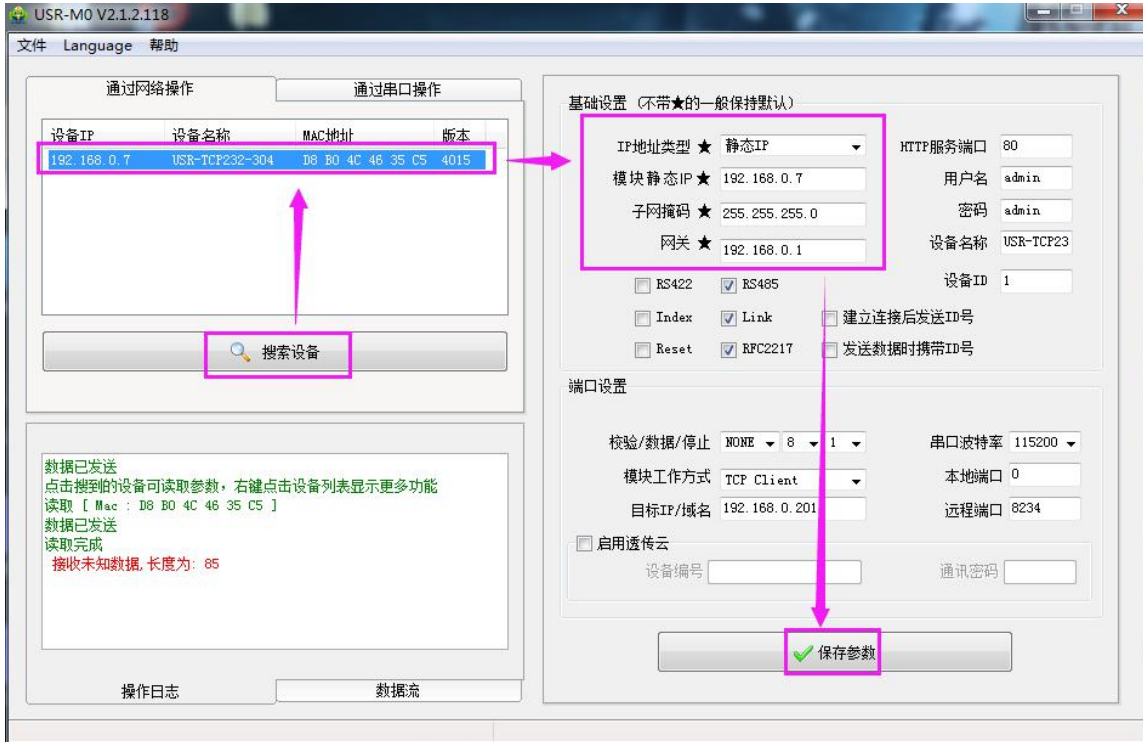 USR-M0 V2.1.2.118
文件 Language 帮助
通过网络操作 通过串口操作
设备IP 设备名称 MAC地址 版本
192.168.0.7 USR-TCP232-304 D8 B0 4C 46 35 C5 4015
搜索设备
数据已发送
点击搜到的设备可读取参数，右键点击设备列表显示更多功能
读取 [ Mac : D8 B0 4C 46 35 C5 ]
数据已发送
读取完成
接收未知数据,长度为: 85
操作日志 数据流
基础设置 （不带★的一般保持默认）
IP地址类型 ★ 静态IP HTTP服务端口 80
模块静态IP ★ 192.168.0.7 用户名 admin
子网掩码 ★ 255.255.255.0 密码 admin
网关 ★ 192.168.0.1 设备名称 USR-TCP23
RS422 RS485 设备ID 1
Index Link 建立连接后发送ID号
Reset RFC2217 发送数据时携带ID号
端口设置
校验/数据/停止 NONE 8 1 串口波特率 115200
模块工作方式 TCP Client 本地端口 0
目标IP/域名 192.168.0.201 远程端口 8234
启用透传云
设备编号 通讯密码
保存参数